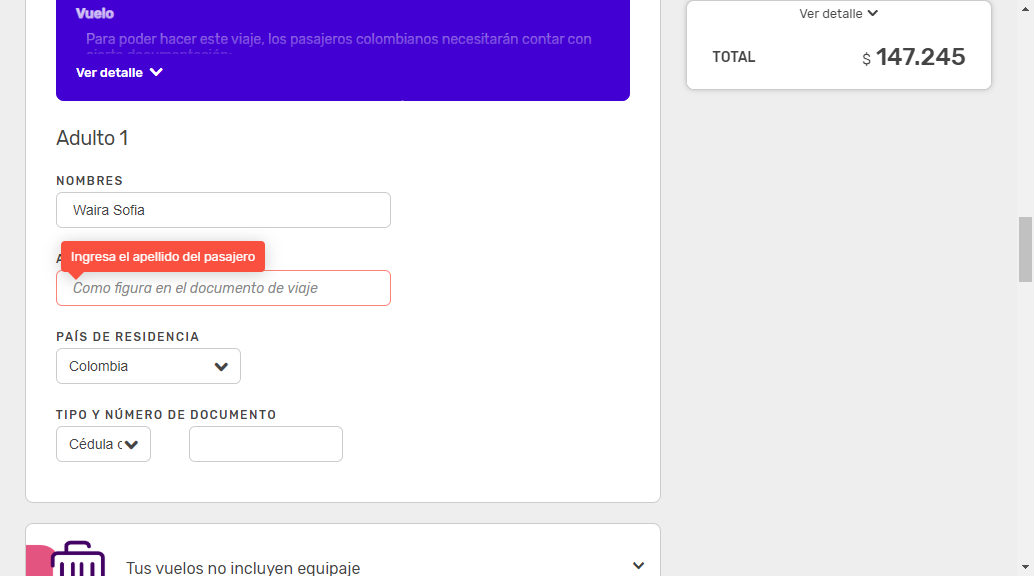 Vuelo
Para poder hacer este viaje, los pasajeros colombianos necesitarán contar con
Ver detalle
Adulto 1
NOMBRES
Waira Sofia
Ingresa el apellido del pasajero
Como figura en el documento de viaje
PAÍS DE RESIDENCIA
Colombia
TIPO Y NÚMERO DE DOCUMENTO
Cédula c
Tus vuelos no incluyen equipaje
Ver detalle
TOTAL $ 147.245